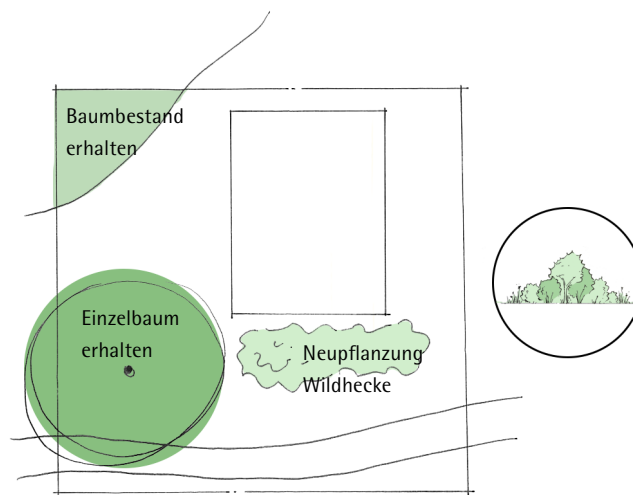 Baumbestand
erhalten
Einzelbaum
erhalten
Neupflanzung
Wildhecke